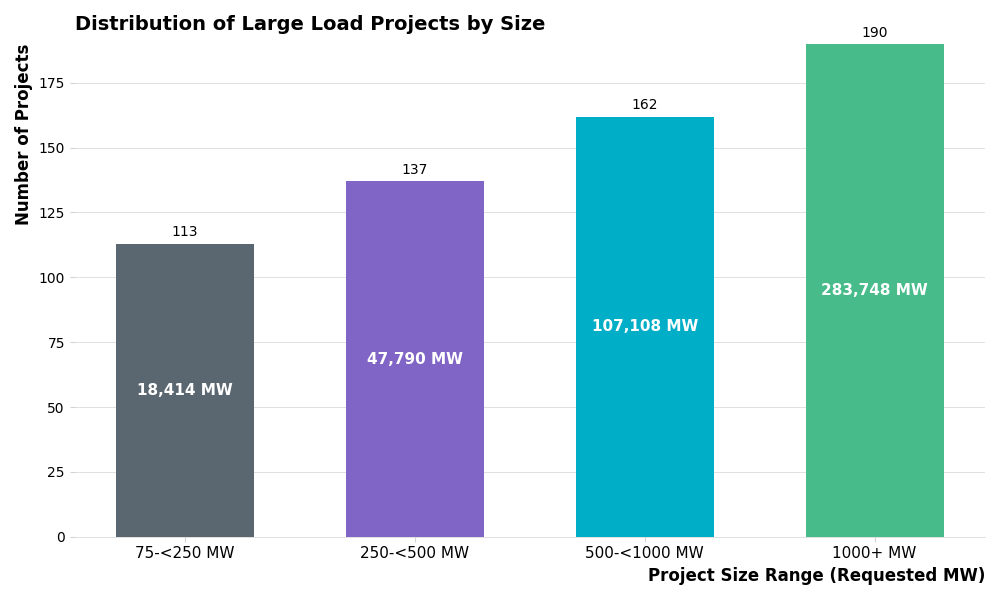 Distribution of Large Load Projects by Size
Number of Projects
175
150
125
100
75
50
25
0
113
137
162
190
18,414 MW
47,790 MW
107,108 MW
283,748 MW
75-<250 MW
250-<500 MW
500-<1000 MW
1000+ MW
Project Size Range (Requested MW)